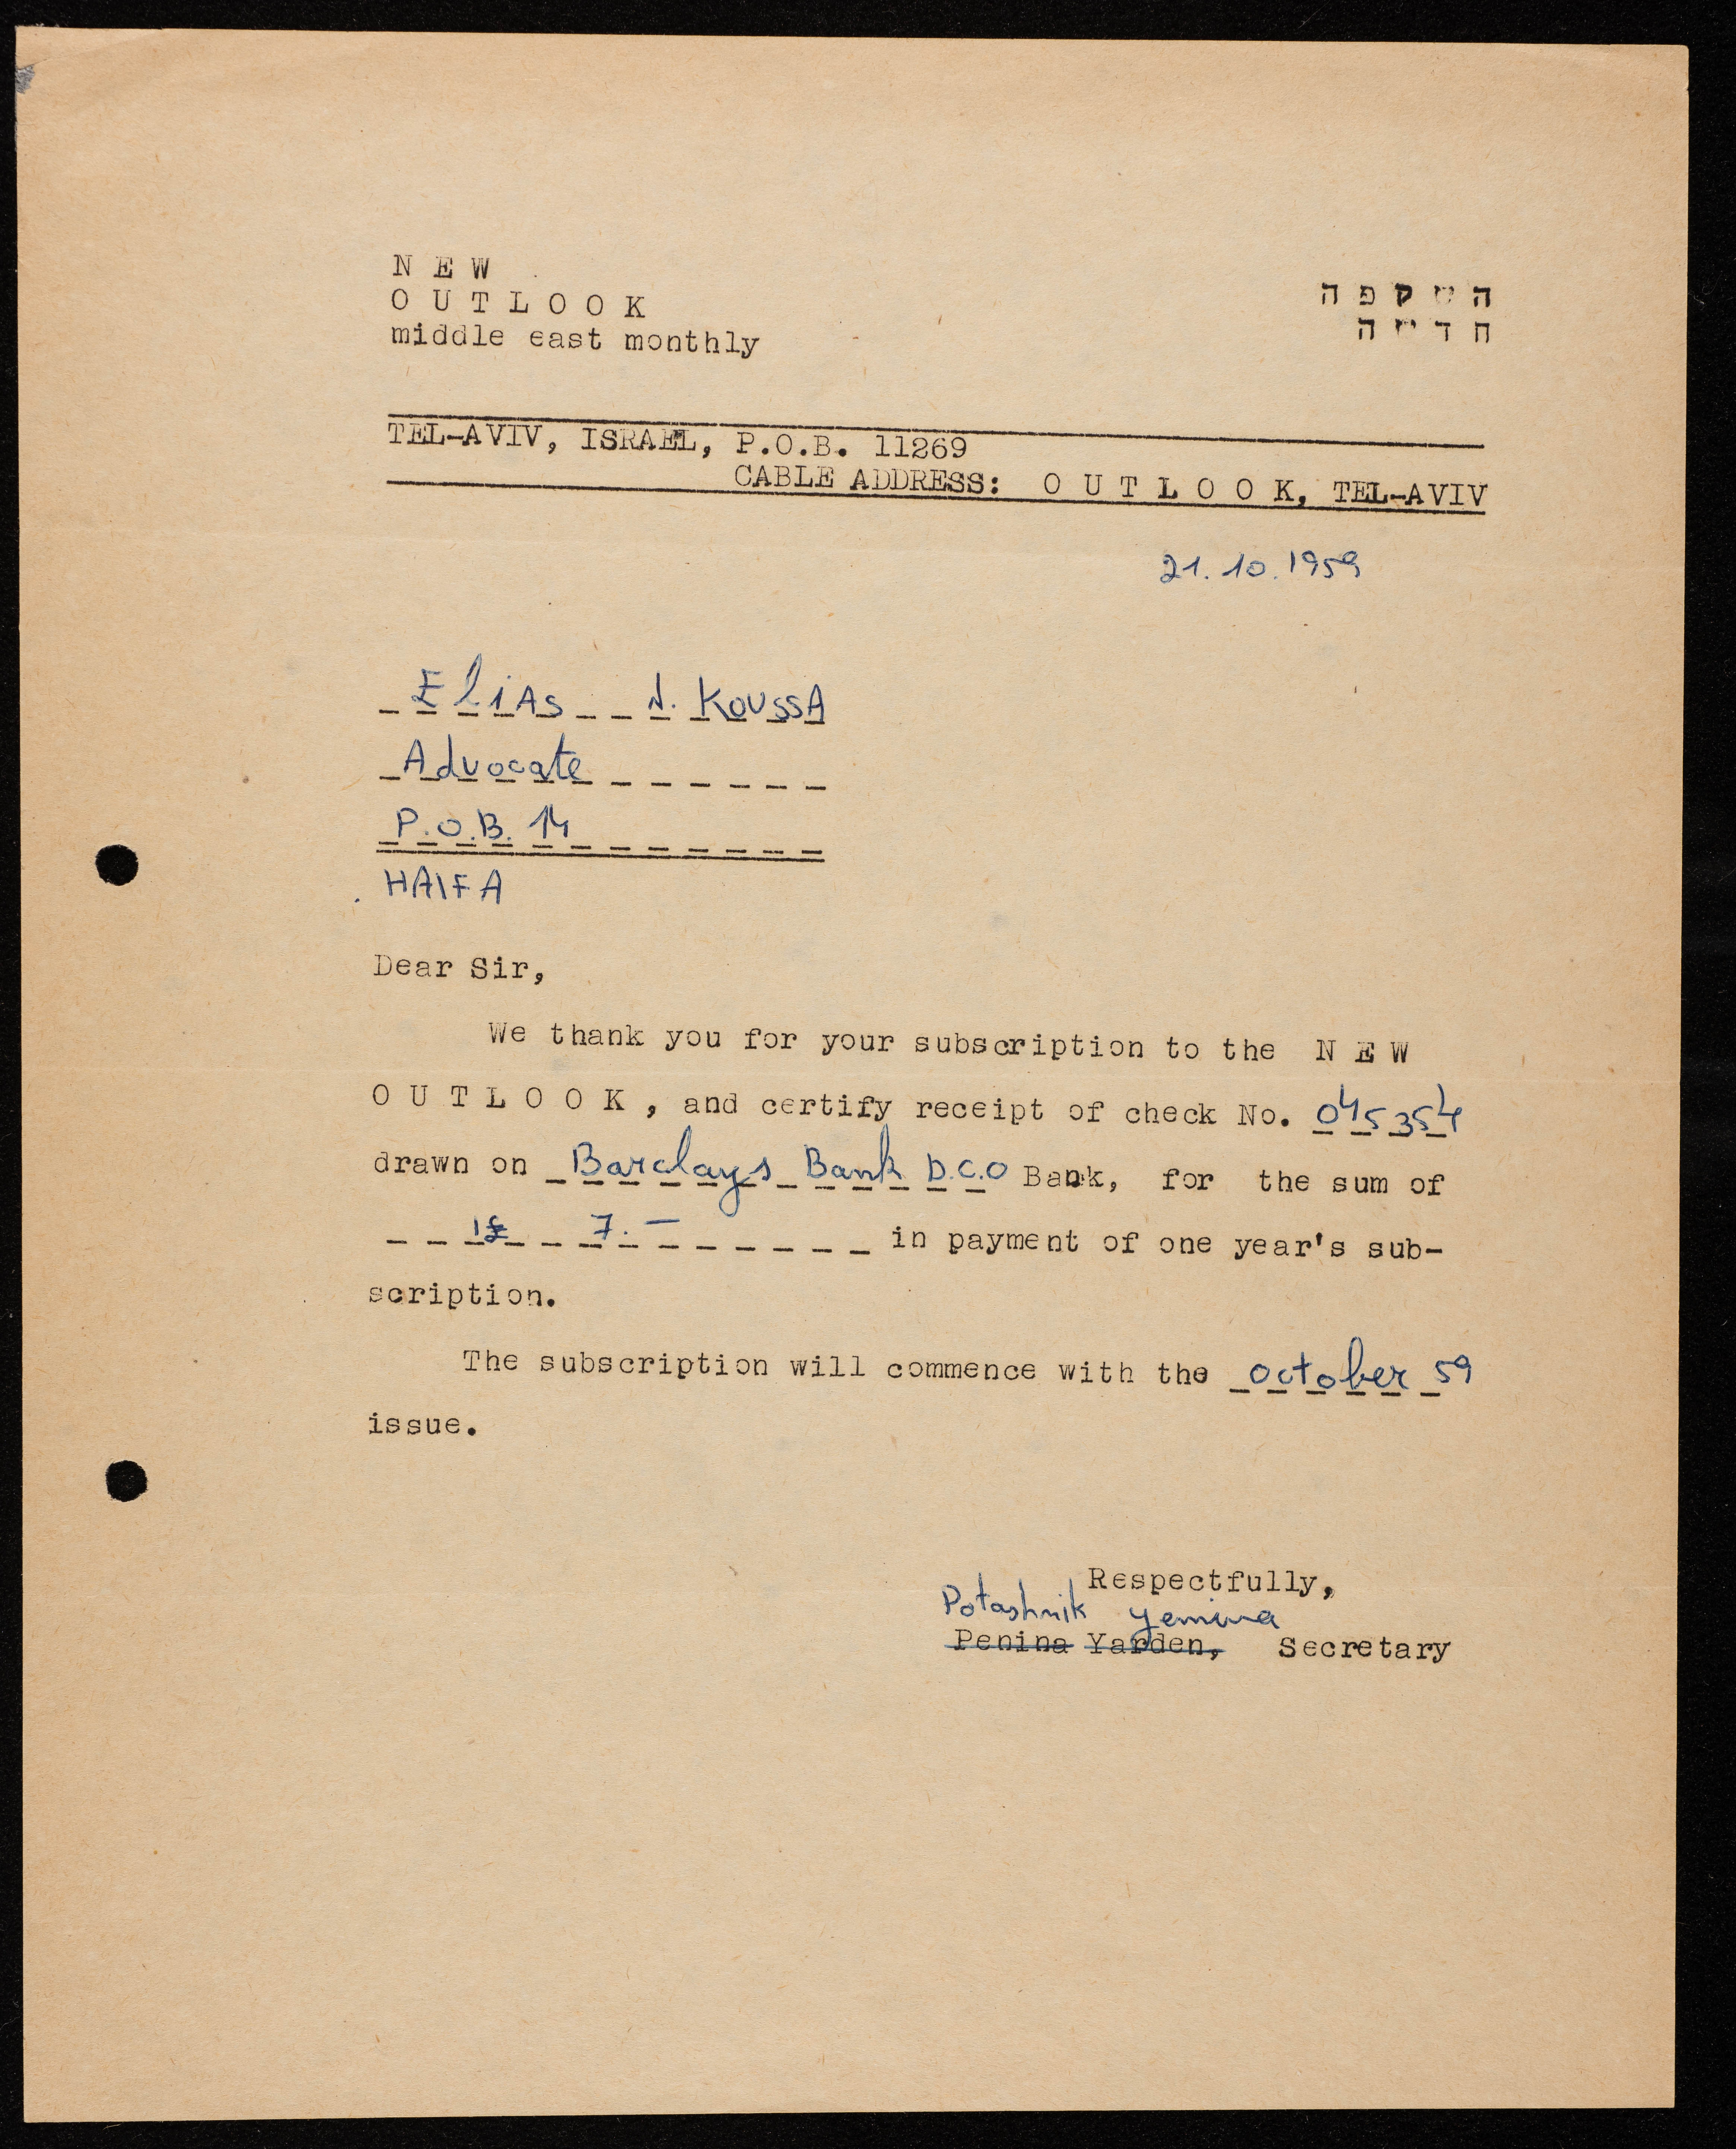 N E W
O U T L O O K
middle east monthly
השקפה
חדשה
TEL-AVIV, ISRAEL, P.O.B. 11269
CABLE ADDRESS: O U T L O O K, TEL-AVIV
21.10.1959
Elias N. Koussa
Advocate
P.O.B. 14
HAIFA
Dear Sir,
We thank you for your subscription to the N E W
O U T L O O K , and certify receipt of check No. 045354
drawn on Barclays Bank D.C.O Bank, for the sum of
I£ 7.— in payment of one year's sub-
scription.
The subscription will commence with the october 59
issue.
Respectfully,
Potashnik Yemima
Penina Yarden, Secretary